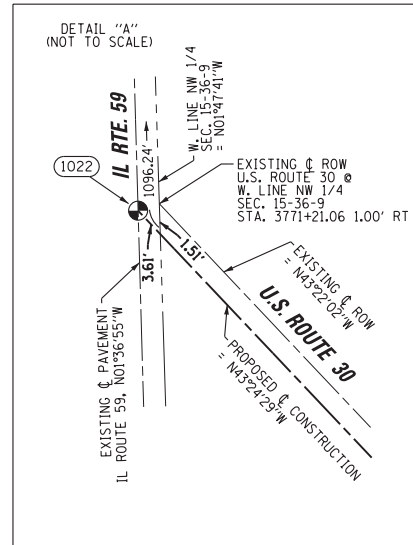 DETAIL "A"
(NOT TO SCALE)
IL RTE. 59
1096.24'
W. LINE NW 1/4
SEC. 15-36-9
= N01°47'41"W
1022
EXISTING ℄ ROW
U.S. ROUTE 30 @
W. LINE NW 1/4
SEC. 15-36-9
STA. 3771+21.06 1.00' RT
1.51'
3.61'
EXISTING ℄ ROW
= N43°22'02"W
U.S. ROUTE 30
PROPOSED ℄ CONSTRUCTION
= N43°24'29"W
EXISTING ℄ PAVEMENT
IL ROUTE 59, N01°36'55"W